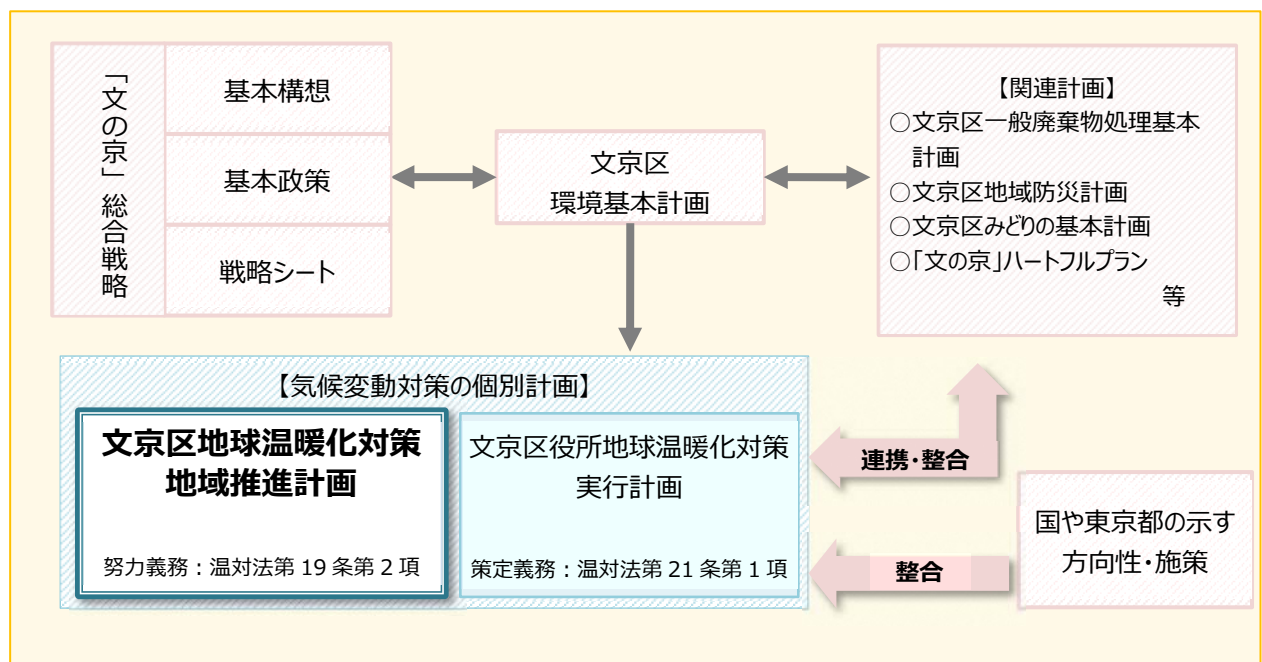 「文の京」総合戦略
基本構想
基本政策
戦略シート
文京区
環境基本計画
【関連計画】
○文京区一般廃棄物処理基本
計画
○文京区地域防災計画
○文京区みどりの基本計画
○「文の京」ハートフルプラン
等
【気候変動対策の個別計画】
文京区地球温暖化対策
地域推進計画
努力義務：温対法第 19 条第 2 項
文京区役所地球温暖化対策
実行計画
策定義務：温対法第 21 条第 1 項
連携・整合
整合
国や東京都の示す
方向性・施策